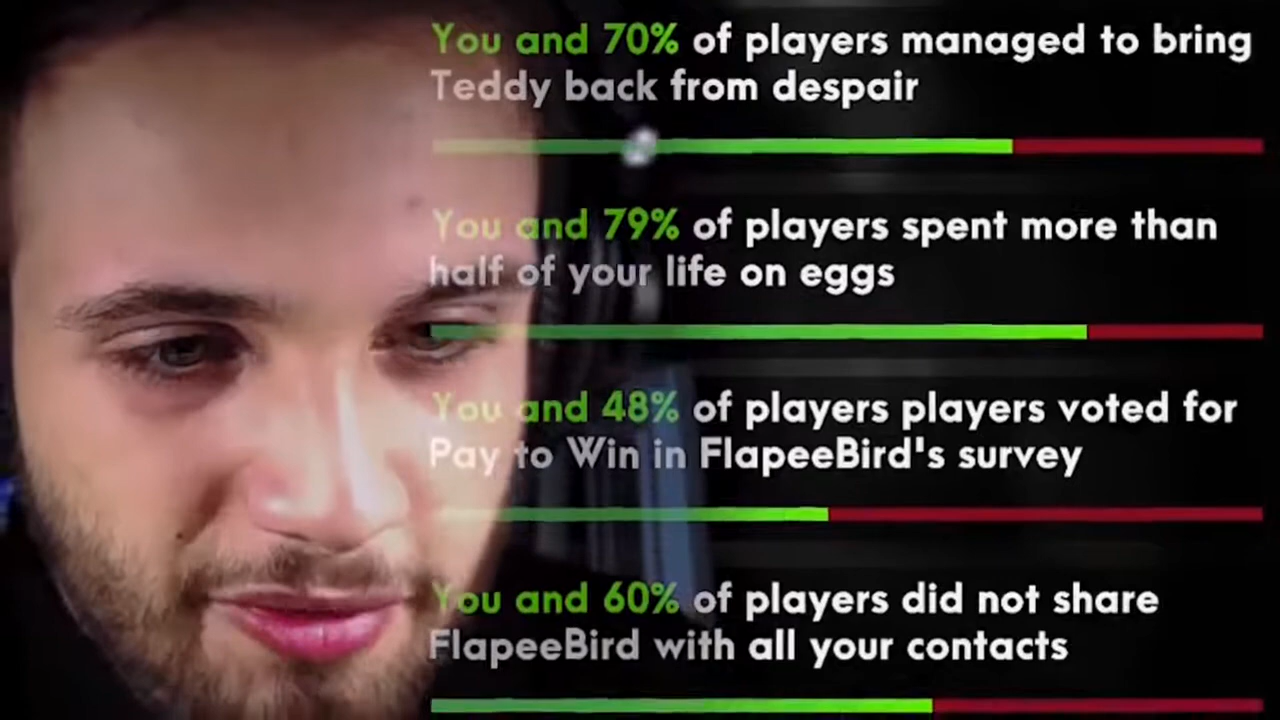 You and 70% of players managed to bring
Teddy back from despair
You and 79% of players spent more than
half of your life on eggs
You and 48% of players players voted for
Pay to Win in FlapeeBird's survey
You and 60% of players did not share
FlapeeBird with all your contacts